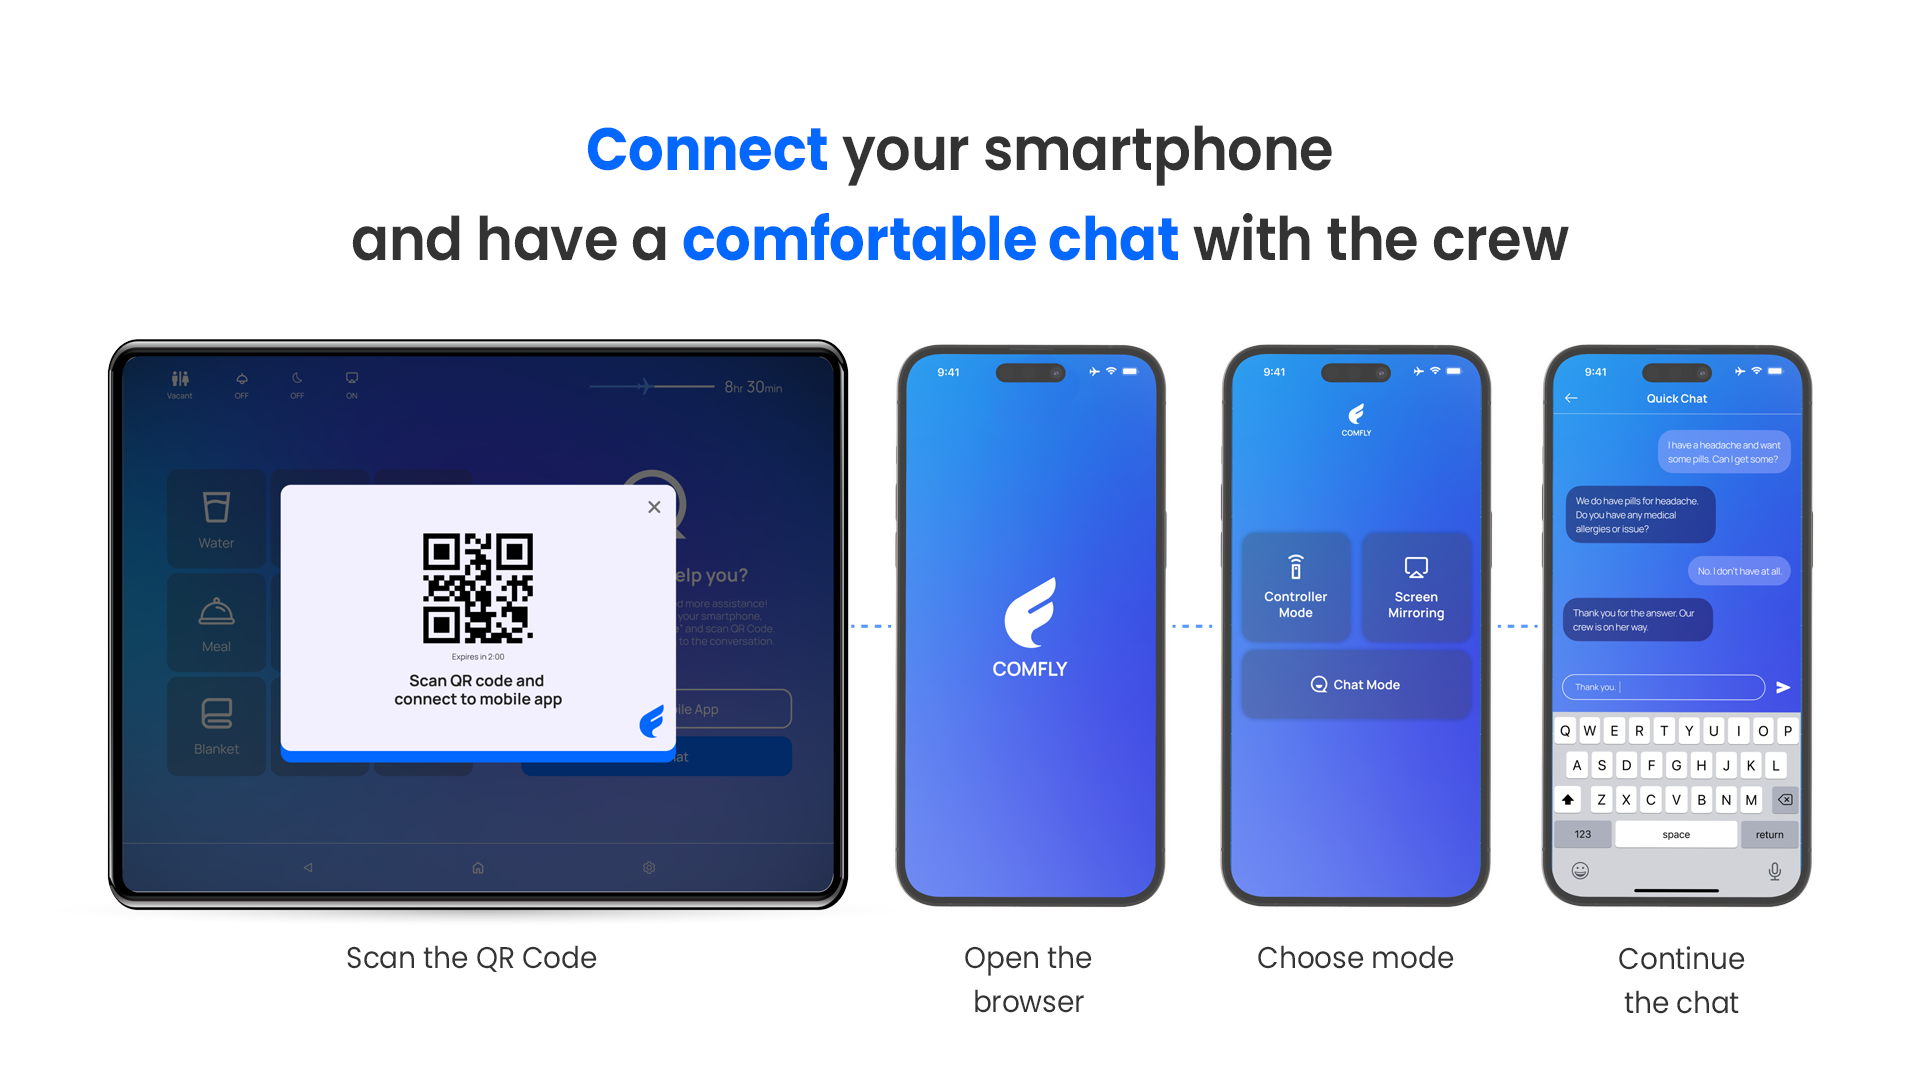 Connect your smartphone
and have a comfortable chat with the crew
Vacant
OFF
OFF
ON
8hr 30min
Water
Meal
Blanket
elp you?
d more assistance!
your smartphone,
and scan QR Code.
to the conversation.
App
Expires in 2:00
Scan QR code and
connect to mobile app
Scan the QR Code
9:41
COMFLY
Open the
browser
9:41
COMFLY
Controller
Mode
Screen
Mirroring
Chat Mode
Choose mode
9:41
Quick Chat
I have a headache and want
some pills. Can I get some?
We do have pills for headache.
Do you have any medical
allergies or issue?
No. I don't have at all.
Thank you for the answer. Our
crew is on her way.
Thank you.
Q W E R T Y U I O P
A S D F G H J K L
Z X C V B N M
123 space return
Continue
the chat